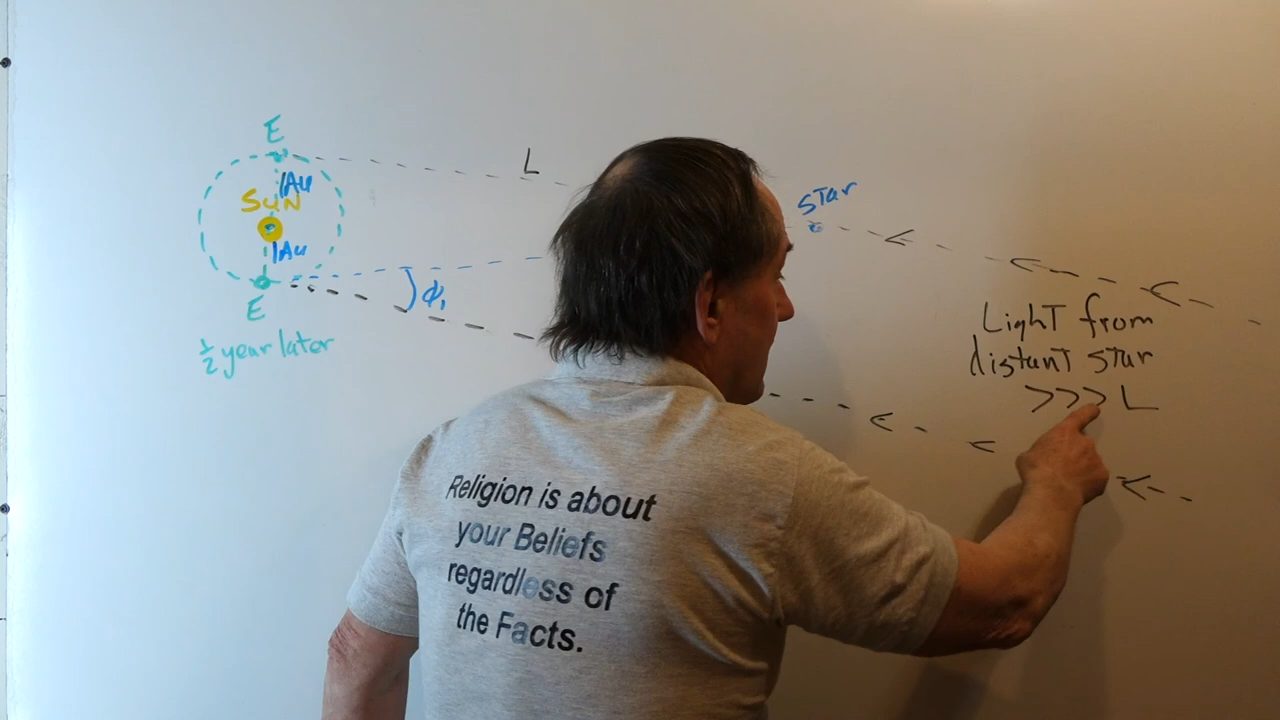 E
L
1AU
SUN
1AU
STar
ϕ,
E
½ year later
LighT from
distanT STar
>>> L
Religion is about
your Beliefs
regardless of
the Facts.